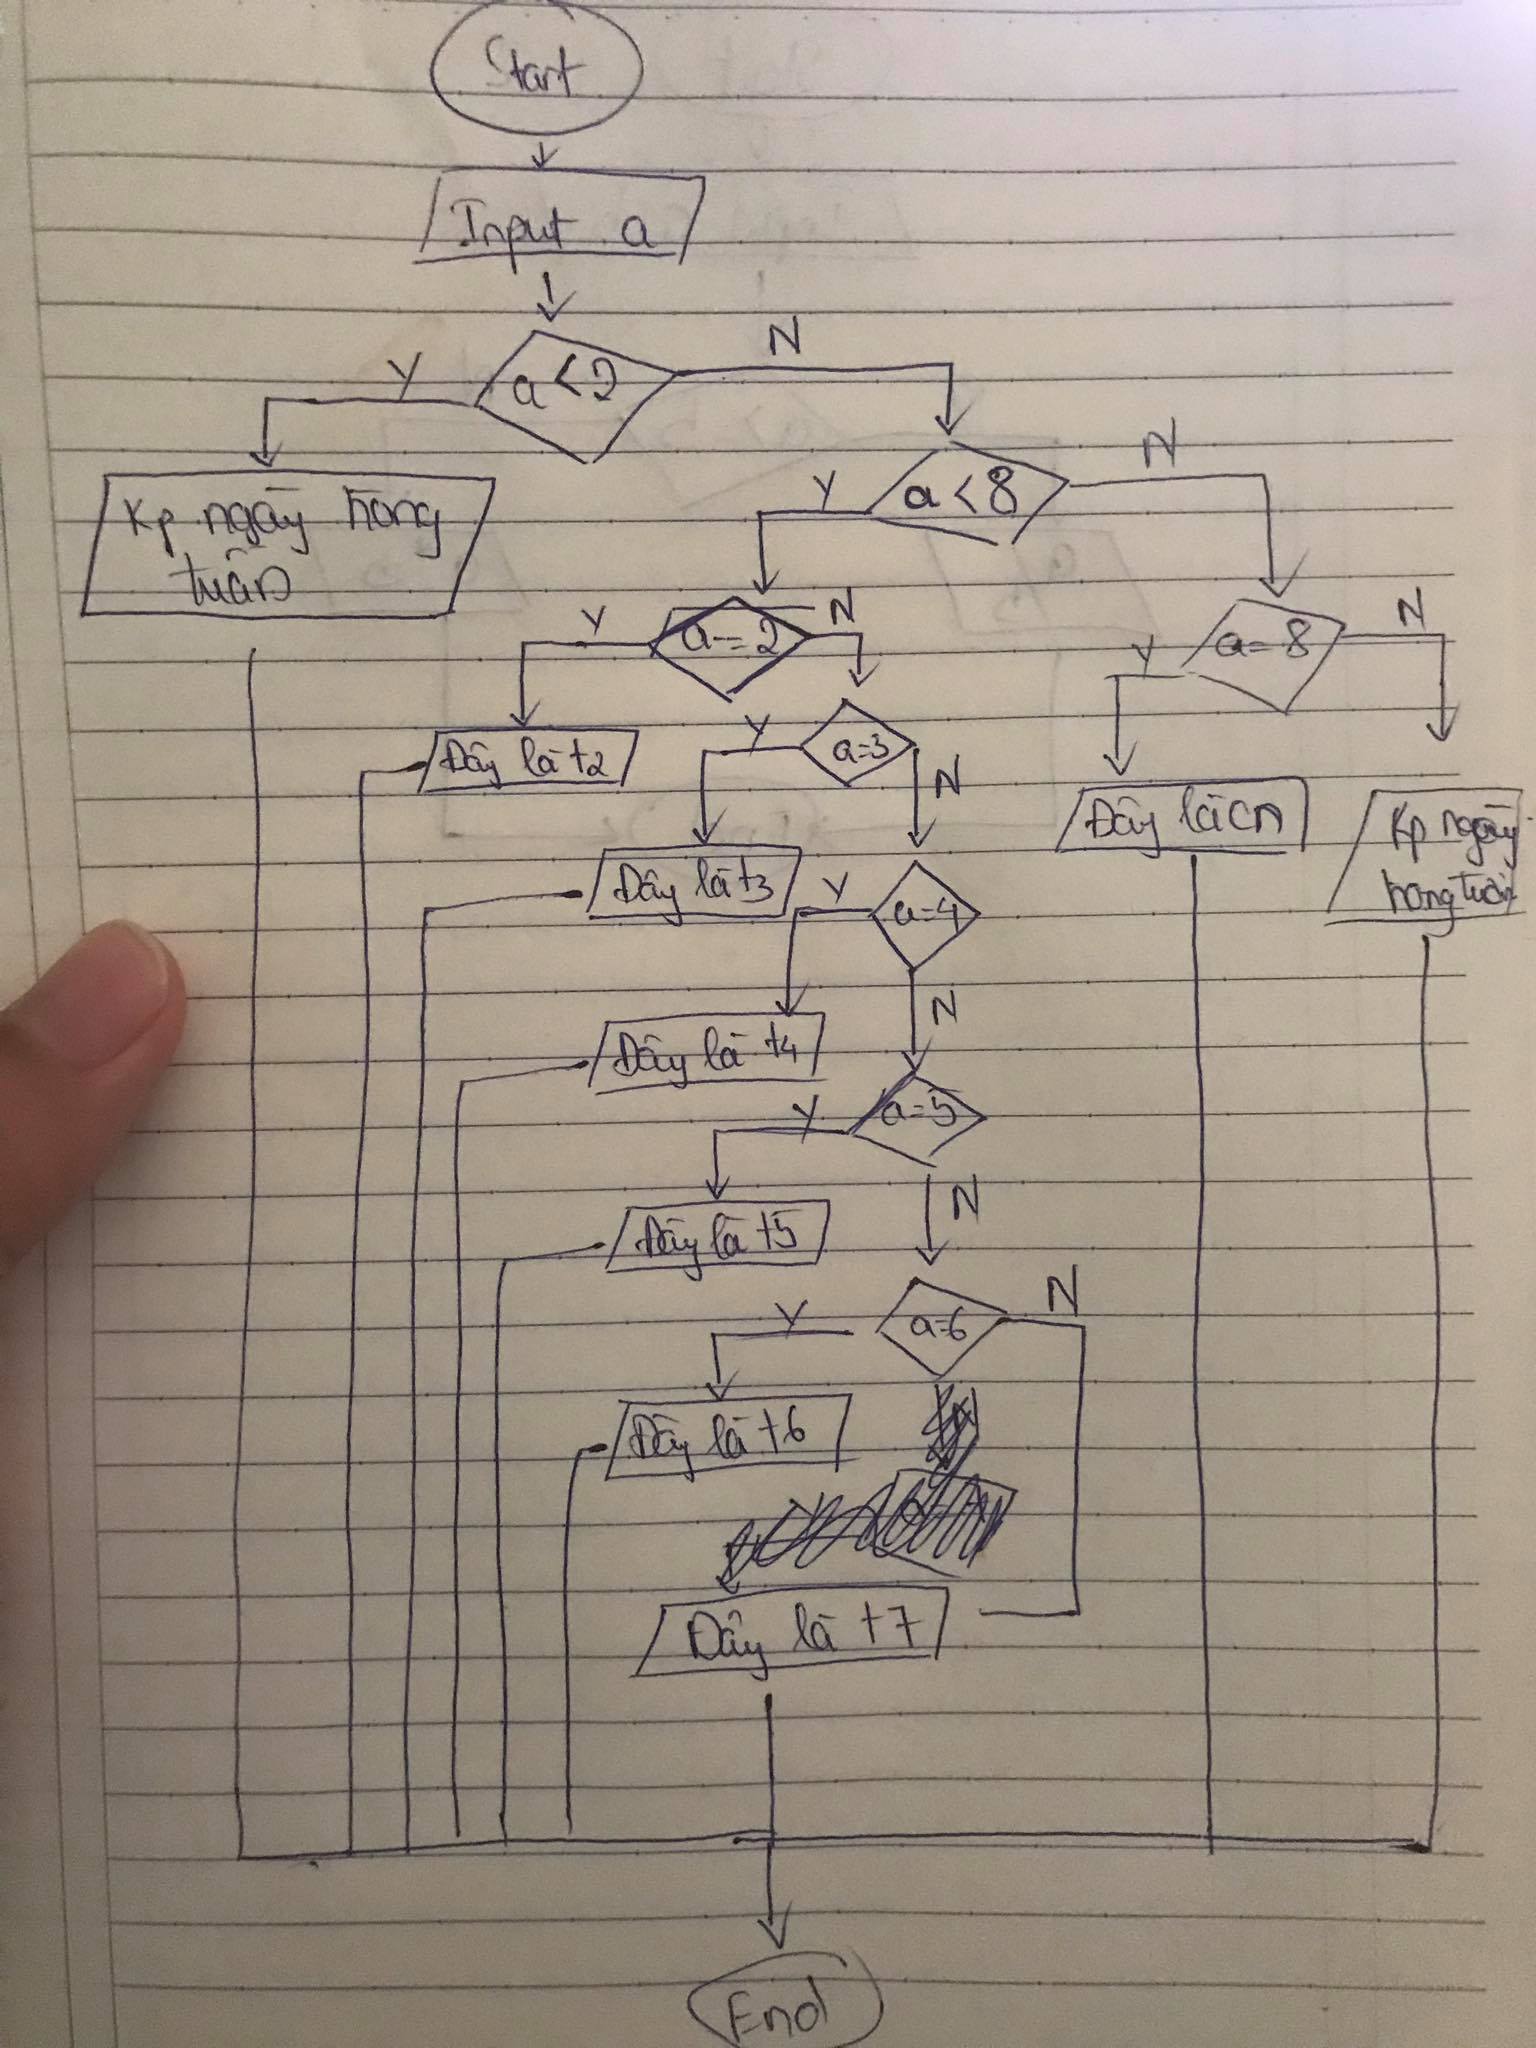 Start
Input a
a < 2
Y
N
Kp ngày trong
tuần
a < 8
Y
N
a = 2
Y
N
a = 8
Y
N
Đây là t2
a=3
Y
N
Đây là CN
Kp ngày
trong tuần
Đây là t3
a=4
Y
N
Đây là t4
a=5
Y
N
Đây là t5
a=6
Y
N
Đây là t6
Đây là t7
End